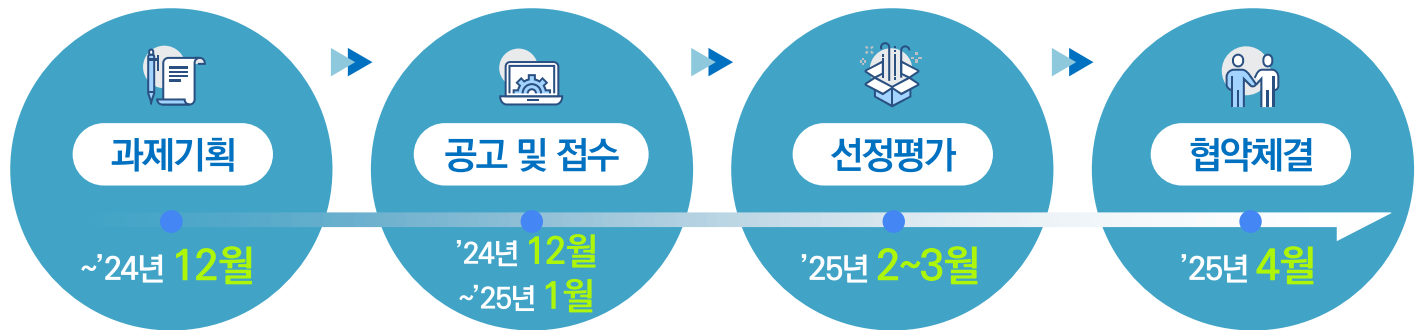 과제기획
~’24년 12월
공고 및 접수
’24년 12월
~’25년 1월
선정평가
’25년 2~3월
협약체결
’25년 4월